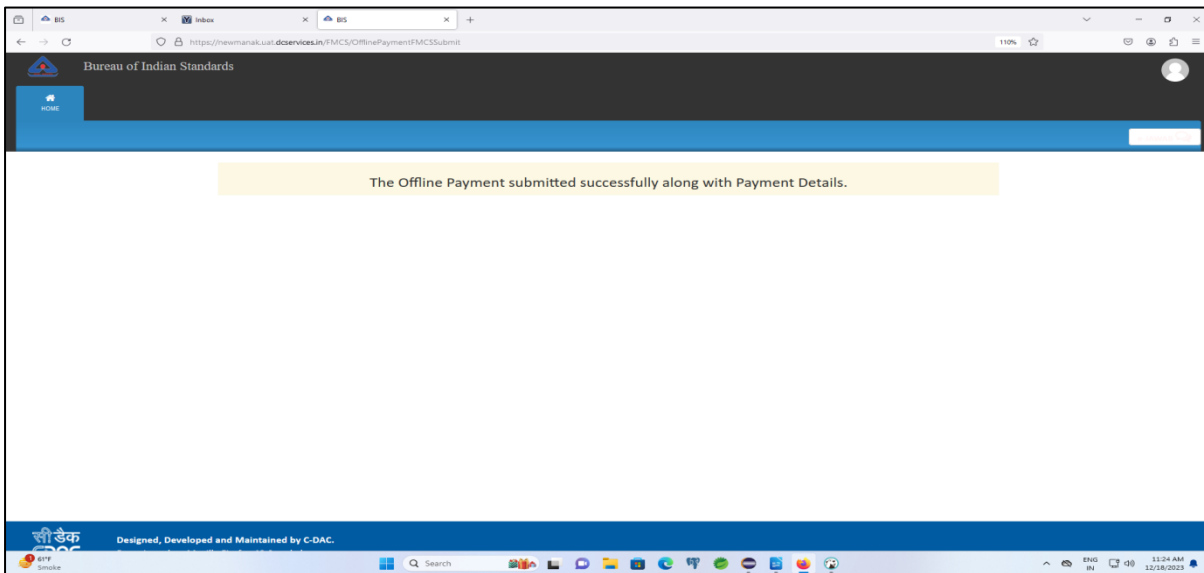 BIS
Inbox
BIS
https://newmanak.uat.dcservices.in/FMCS/OfflinePaymentFMCSSubmit
110%
Bureau of Indian Standards
HOME
The Offline Payment submitted successfully along with Payment Details.
सी डैक
Designed, Developed and Maintained by C-DAC.
61°F
Smoke
Search
ENG
IN
11:24 AM
12/18/2023